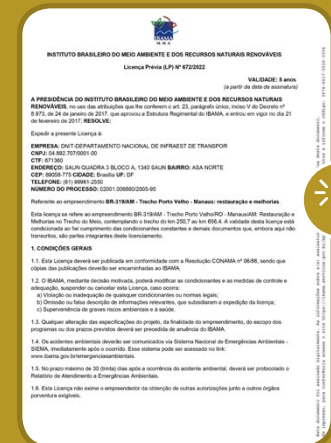 IBAMA
M M A
INSTITUTO BRASILEIRO DO MEIO AMBIENTE E DOS RECURSOS NATURAIS RENOVÁVEIS
Licença Prévia (LP) Nº 672/2022
VALIDADE: 5 anos
(a partir da data da assinatura)
A PRESIDÊNCIA DO INSTITUTO BRASILEIRO DO MEIO AMBIENTE E DOS RECURSOS NATURAIS
RENOVÁVEIS, no uso das atribuições que lhe conferem o art. 23, parágrafo único, inciso V do Decreto nº
8.973, de 24 de janeiro de 2017, que aprovou a Estrutura Regimental do IBAMA, e entrou em vigor no dia 21
de fevereiro de 2017; RESOLVE:
Expedir a presente Licença à:
EMPRESA: DNIT-DEPARTAMENTO NACIONAL DE INFRAEST DE TRANSPOR
CNPJ: 04.892.707/0001-00
CTF: 671360
ENDEREÇO: SAUN QUADRA 3 BLOCO A, 1340 SAUN BAIRRO: ASA NORTE
CEP: 69058-775 CIDADE: Brasília UF: DF
TELEFONE: (61) 99981-2550
NÚMERO DO PROCESSO: 02001.006860/2005-95
Referente ao empreendimento BR-319/AM - Trecho Porto Velho - Manaus: restauração e melhorias.
Esta licença se refere ao empreendimento BR-319/AM - Trecho Porto Velho/RO - Manaus/AM: Restauração e
Melhorias no Trecho do Meio, contemplando o trecho do km 250,7 ao km 656,4. A validade desta licença está
condicionada ao fiel cumprimento das condicionantes constantes e demais documentos que, embora aqui não
transcritos, são partes integrantes deste licenciamento.
1. CONDIÇÕES GERAIS
1.1. Esta Licença deverá ser publicada em conformidade com a Resolução CONAMA nº 06/86, sendo que
cópias das publicações deverão ser encaminhadas ao IBAMA.
1.2. O IBAMA, mediante decisão motivada, poderá modificar as condicionantes e as medidas de controle e
adequação, suspender ou cancelar esta Licença, caso ocorra:
a) Violação ou inadequação de quaisquer condicionantes ou normas legais;
b) Omissão ou falsa descrição de informações relevantes, que subsidiaram a expedição da licença;
c) Superveniência de graves riscos ambientais e à saúde.
1.3. Qualquer alteração das especificações do projeto, da finalidade do empreendimento, do escopo dos
programas ou dos prazos previstos deverá ser precedida de anuência do IBAMA.
1.4. Os acidentes ambientais deverão ser comunicados via Sistema Nacional de Emergências Ambientais -
SIEMA, imediatamente após o ocorrido. Esse sistema pode ser acessado no link:
www.ibama.gov.br/emergenciasambientais.
1.5. No prazo máximo de 30 (trinta) dias após a ocorrência do acidente ambiental, deverá ser protocolado o
Relatório de Atendimento a Emergências Ambientais.
1.6. Esta Licença não exime o empreendedor da obtenção de outras autorizações junto a outros órgãos
porventura exigíveis.